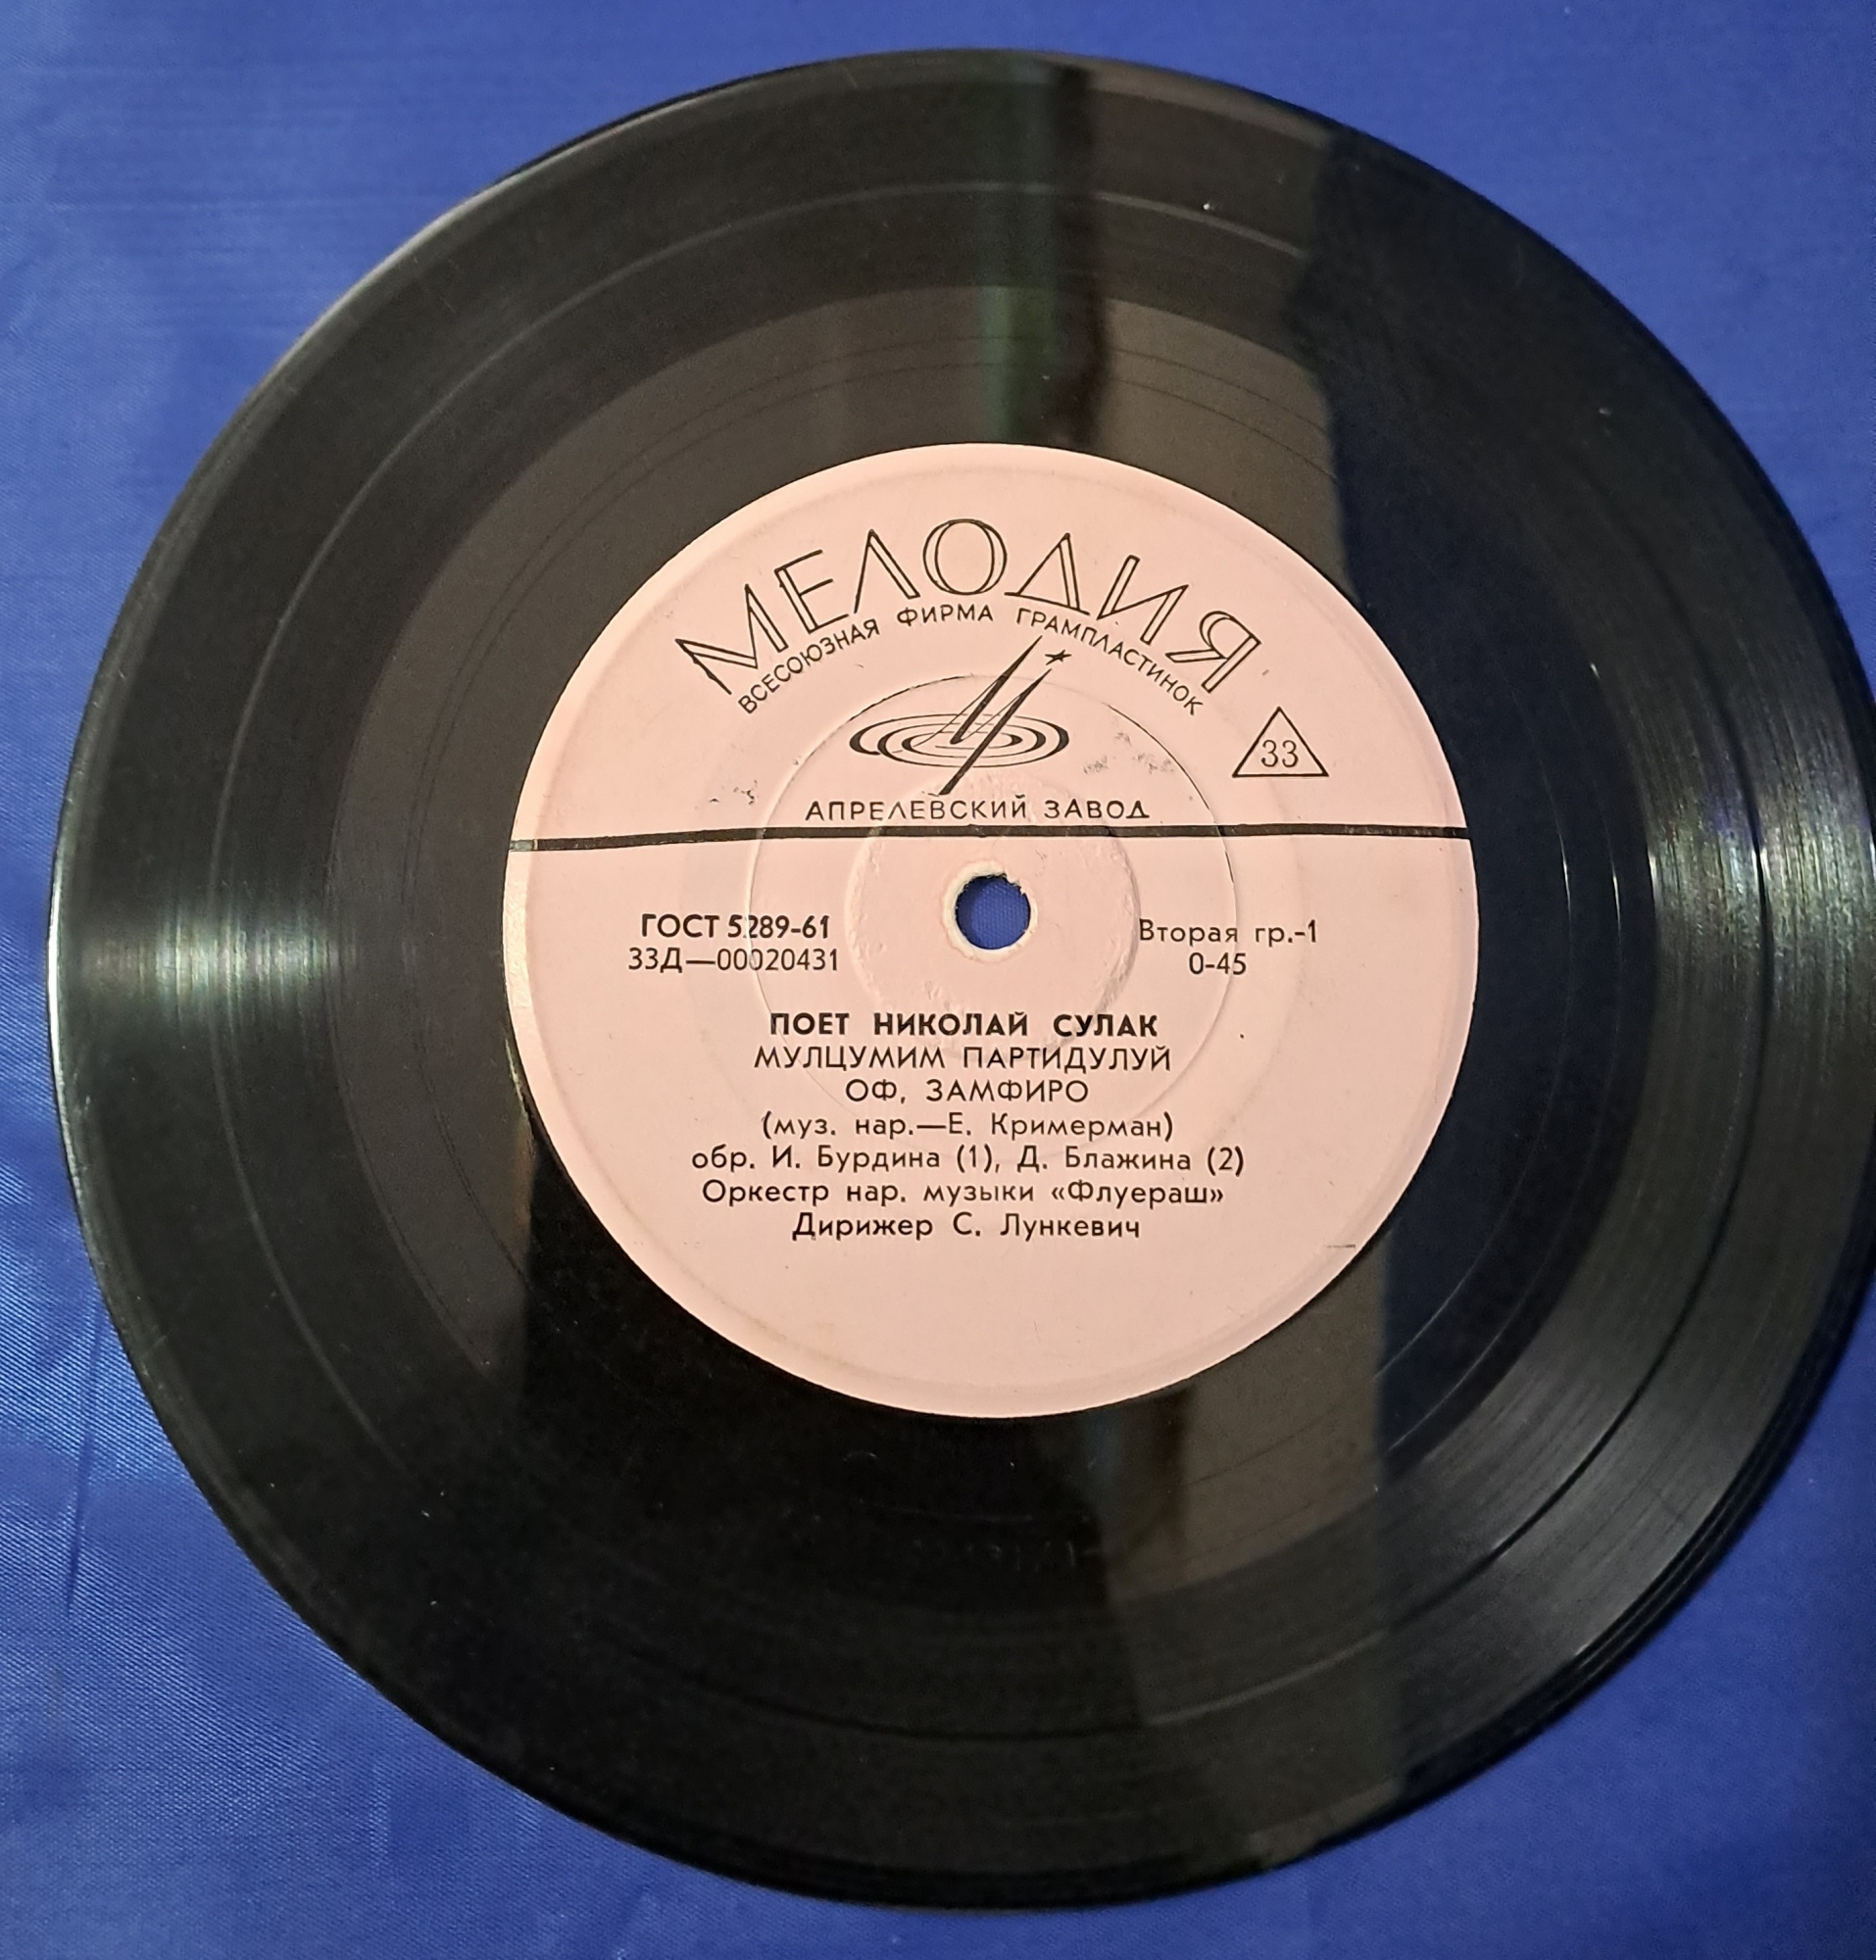 МЕЛОДИЯ
ВСЕСОЮЗНАЯ ФИРМА ГРАМПЛАСТИНОК
33
АПРЕЛЕВСКИЙ ЗАВОД
ГОСТ 5289-61
33Д—00020431
Вторая гр.-1
0-45
ПОЕТ НИКОЛАЙ СУЛАК
МУЛЦУМИМ ПАРТИДУЛУЙ
ОФ, ЗАМФИРО
(муз. нар.—Е. Кримерман)
обр. И. Бурдина (1), Д. Блажина (2)
Оркестр нар. музыки «Флуераш»
Дирижер С. Лункевич